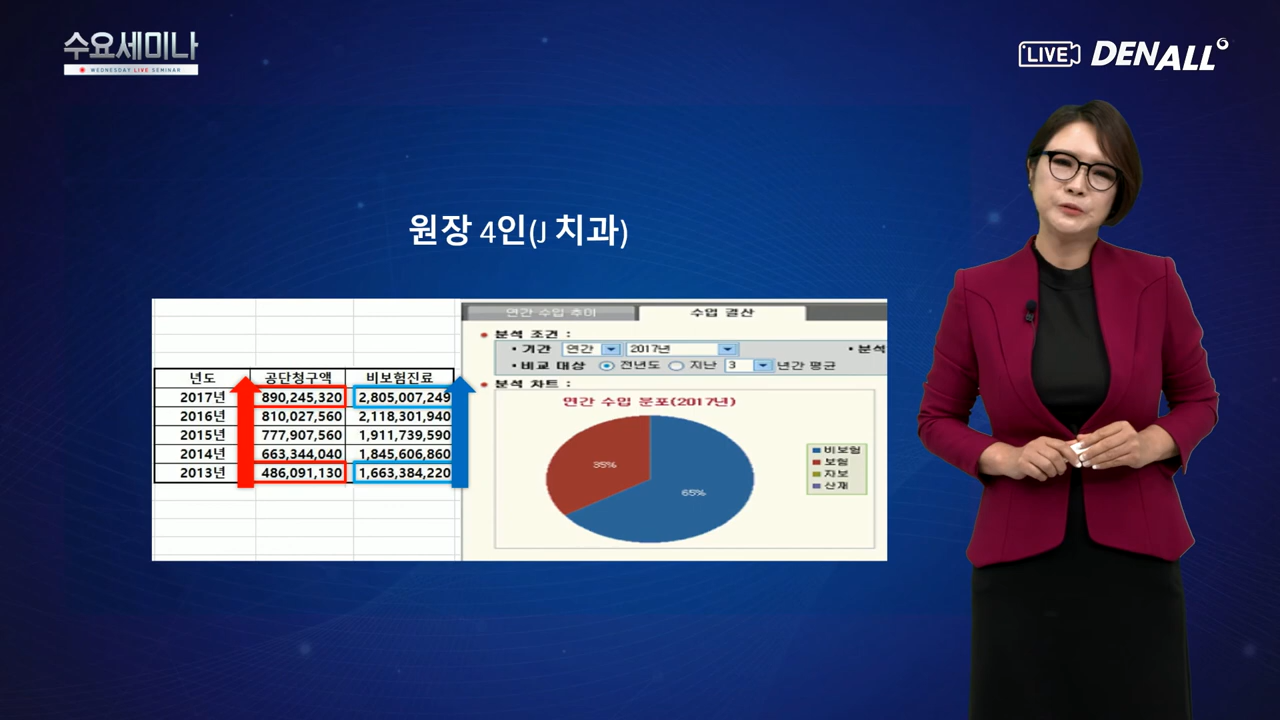 수요세미나
WEDNESDAY LIVE SEMINAR
LIVE DENALL
원장 4인(J 치과)
년도 공단청구액 비보험진료
2017년 890,245,320 2,805,007,249
2016년 810,027,560 2,118,301,940
2015년 777,907,560 1,911,739,590
2014년 663,344,040 1,845,606,860
2013년 486,091,130 1,663,384,220
연간 수입 추이 수입 결산
분석 조건 :
기간 연간 2017년 분석
비교 대상 전년도 지난 3 년간 평균
분석 차트 :
연간 수입 분포(2017년)
35%
65%
비보험
보험
자보
산재